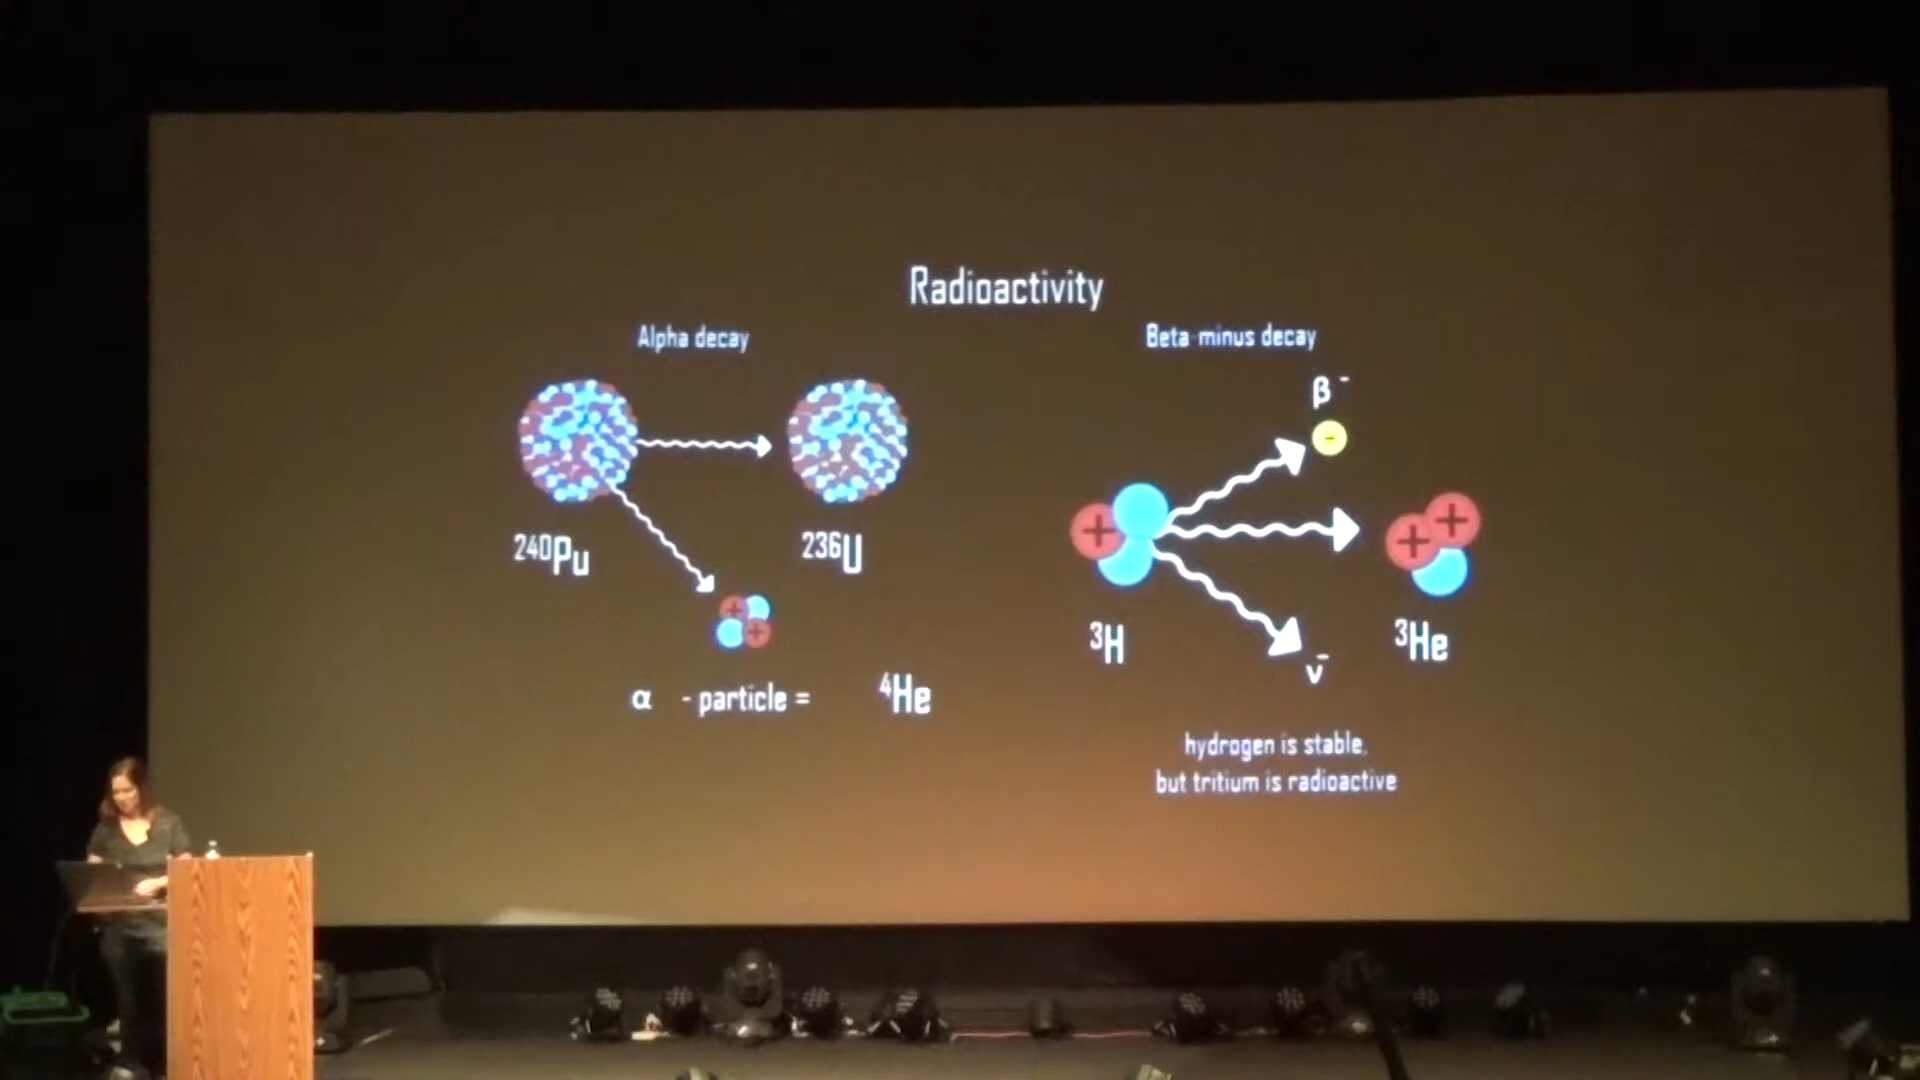 Radioactivity
Alpha decay
Beta-minus decay
β -
-
+
+ +
²⁴⁰Pu
²³⁶U
+
+
³H
³He
ν̄
α - particle = ⁴He
hydrogen is stable,
but tritium is radioactive